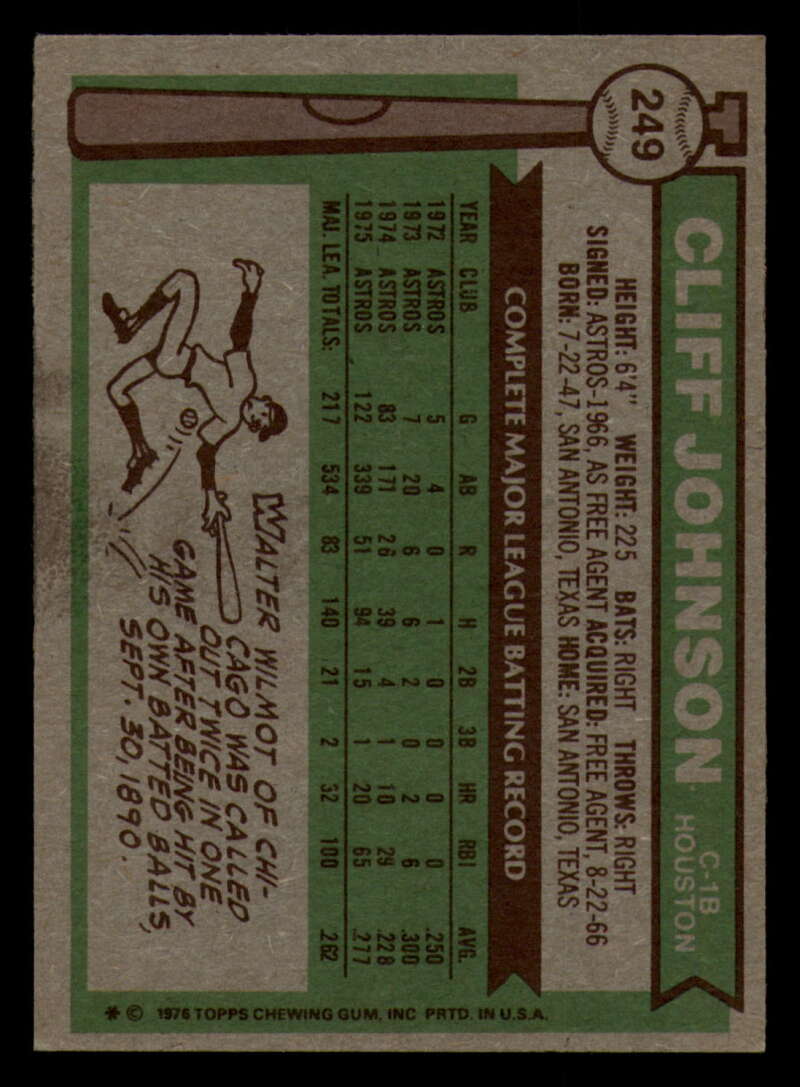 249
CLIFF JOHNSON
C-1B
HOUSTON
HEIGHT: 6'4" WEIGHT: 225 BATS: RIGHT THROWS: RIGHT
SIGNED: ASTROS-1966, AS FREE AGENT ACQUIRED: FREE AGENT, 8-22-66
BORN: 7-22-47, SAN ANTONIO, TEXAS HOME: SAN ANTONIO, TEXAS
COMPLETE MAJOR LEAGUE BATTING RECORD
YEAR CLUB G AB R H 2B 3B HR RBI AVG.
1972 ASTROS 5 4 0 1 0 0 0 0 .250
1973 ASTROS 7 20 6 6 2 0 2 6 .300
1974 ASTROS 83 171 26 39 4 1 10 29 .228
1975 ASTROS 122 339 51 94 15 1 20 65 .277
MAJ. LEA. TOTALS: 217 534 83 140 21 2 32 100 .262
WALTER WILMOT OF CHI-
CAGO WAS CALLED
OUT TWICE IN ONE
GAME AFTER BEING HIT BY
HIS OWN BATTED BALLS,
SEPT. 30, 1890.
* © 1976 TOPPS CHEWING GUM, INC PRTD. IN U.S.A.